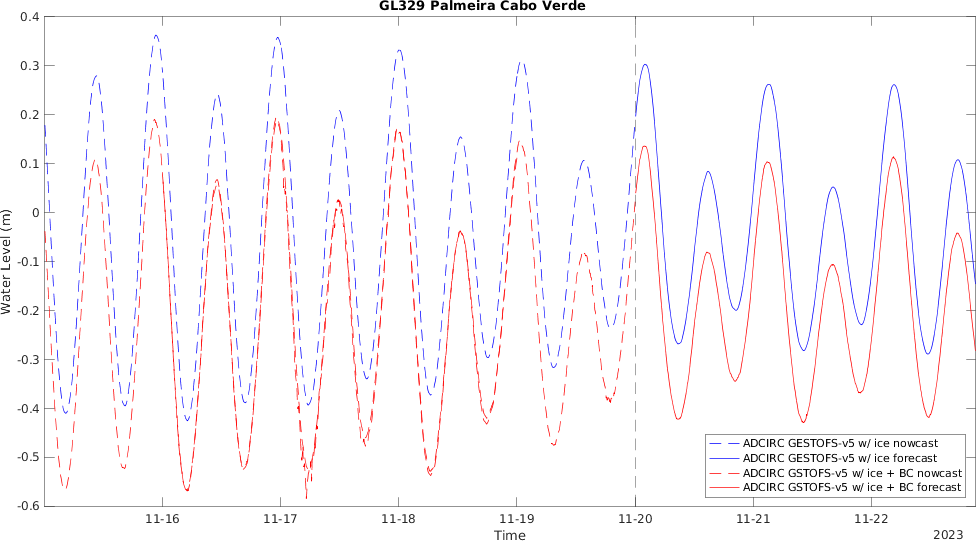 GL329 Palmeira Cabo Verde
0.4
0.3
0.2
0.1
0
-0.1
-0.2
-0.3
-0.4
-0.5
-0.6
Water Level (m)
ADCIRC GESTOFS-v5 w/ ice nowcast
ADCIRC GESTOFS-v5 w/ ice forecast
ADCIRC GSTOFS-v5 w/ ice + BC nowcast
ADCIRC GSTOFS-v5 w/ ice + BC forecast
11-16 11-17 11-18 11-19 11-20 11-21 11-22
Time
2023